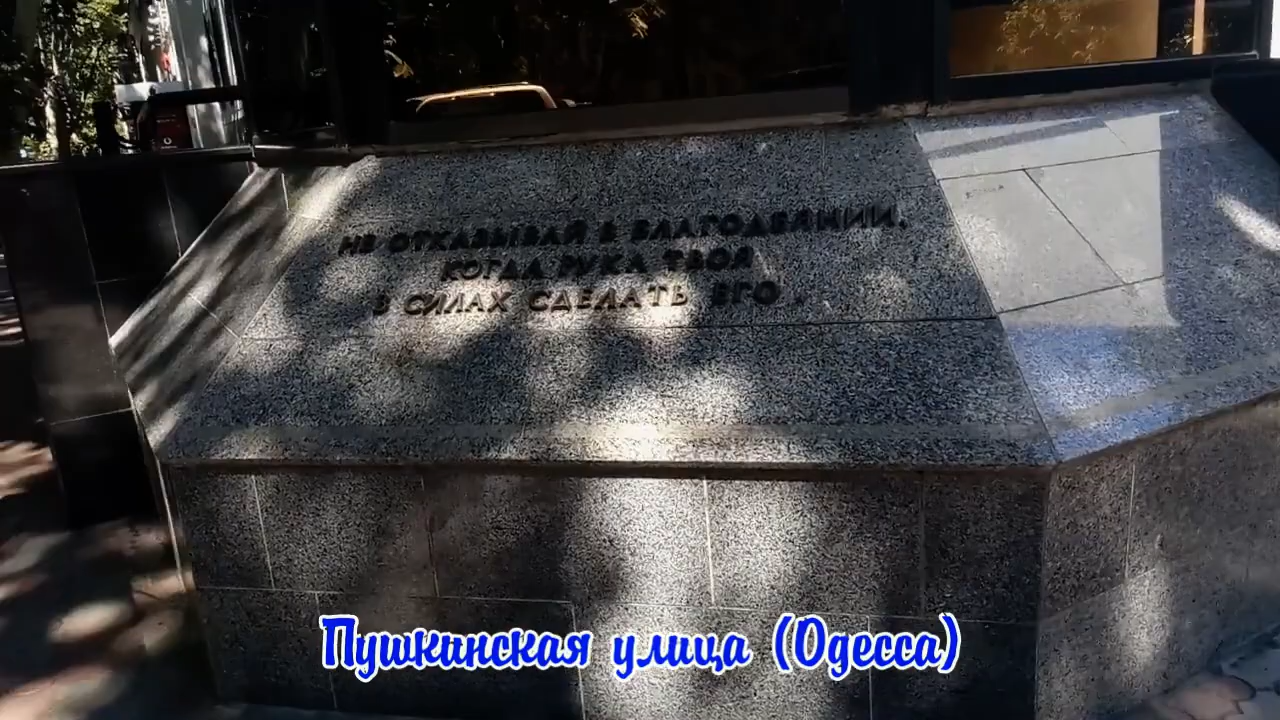 НЕ ОТКАЗЫВАЙ В БЛАГОДЕЯНИИ,
КОГДА РУКА ТВОЯ
В СИЛАХ СДЕЛАТЬ ЕГО
Пушкинская улица (Одесса)